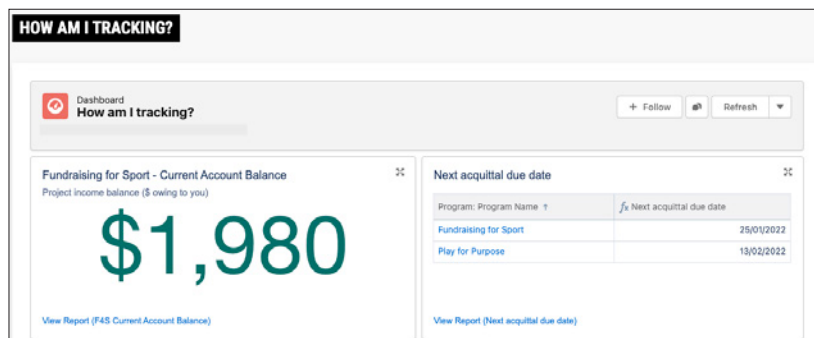 HOW AM I TRACKING?
Dashboard
How am I tracking?
+ Follow
Refresh
Fundraising for Sport - Current Account Balance
Project income balance ($ owing to you)
$1,980
View Report (F4S Current Account Balance)
Next acquittal due date
Program: Program Name ↑ fx Next acquittal due date
Fundraising for Sport 25/01/2022
Play for Purpose 13/02/2022
View Report (Next acquittal due date)